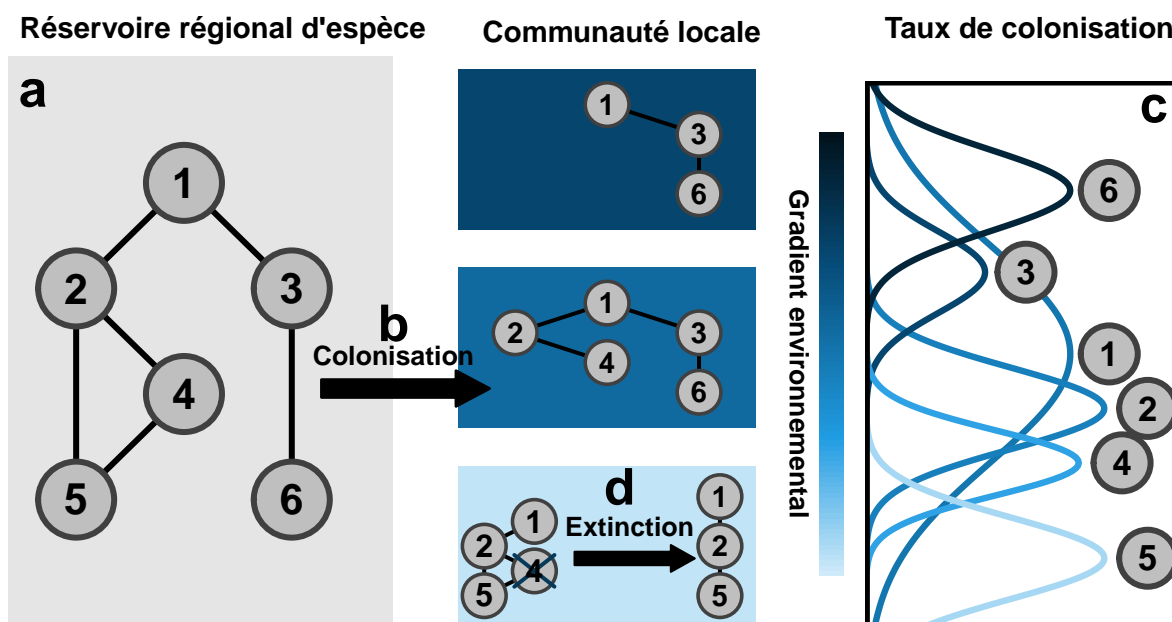 Réservoire régional d'espèce
Communauté locale
Taux de colonisation
a
1
2
3
4
5
6
b
Colonisation
1
3
6
1
2
3
4
6
d
Extinction
1
2
4
5
1
2
5
Gradient environnemental
c
6
3
1
2
4
5